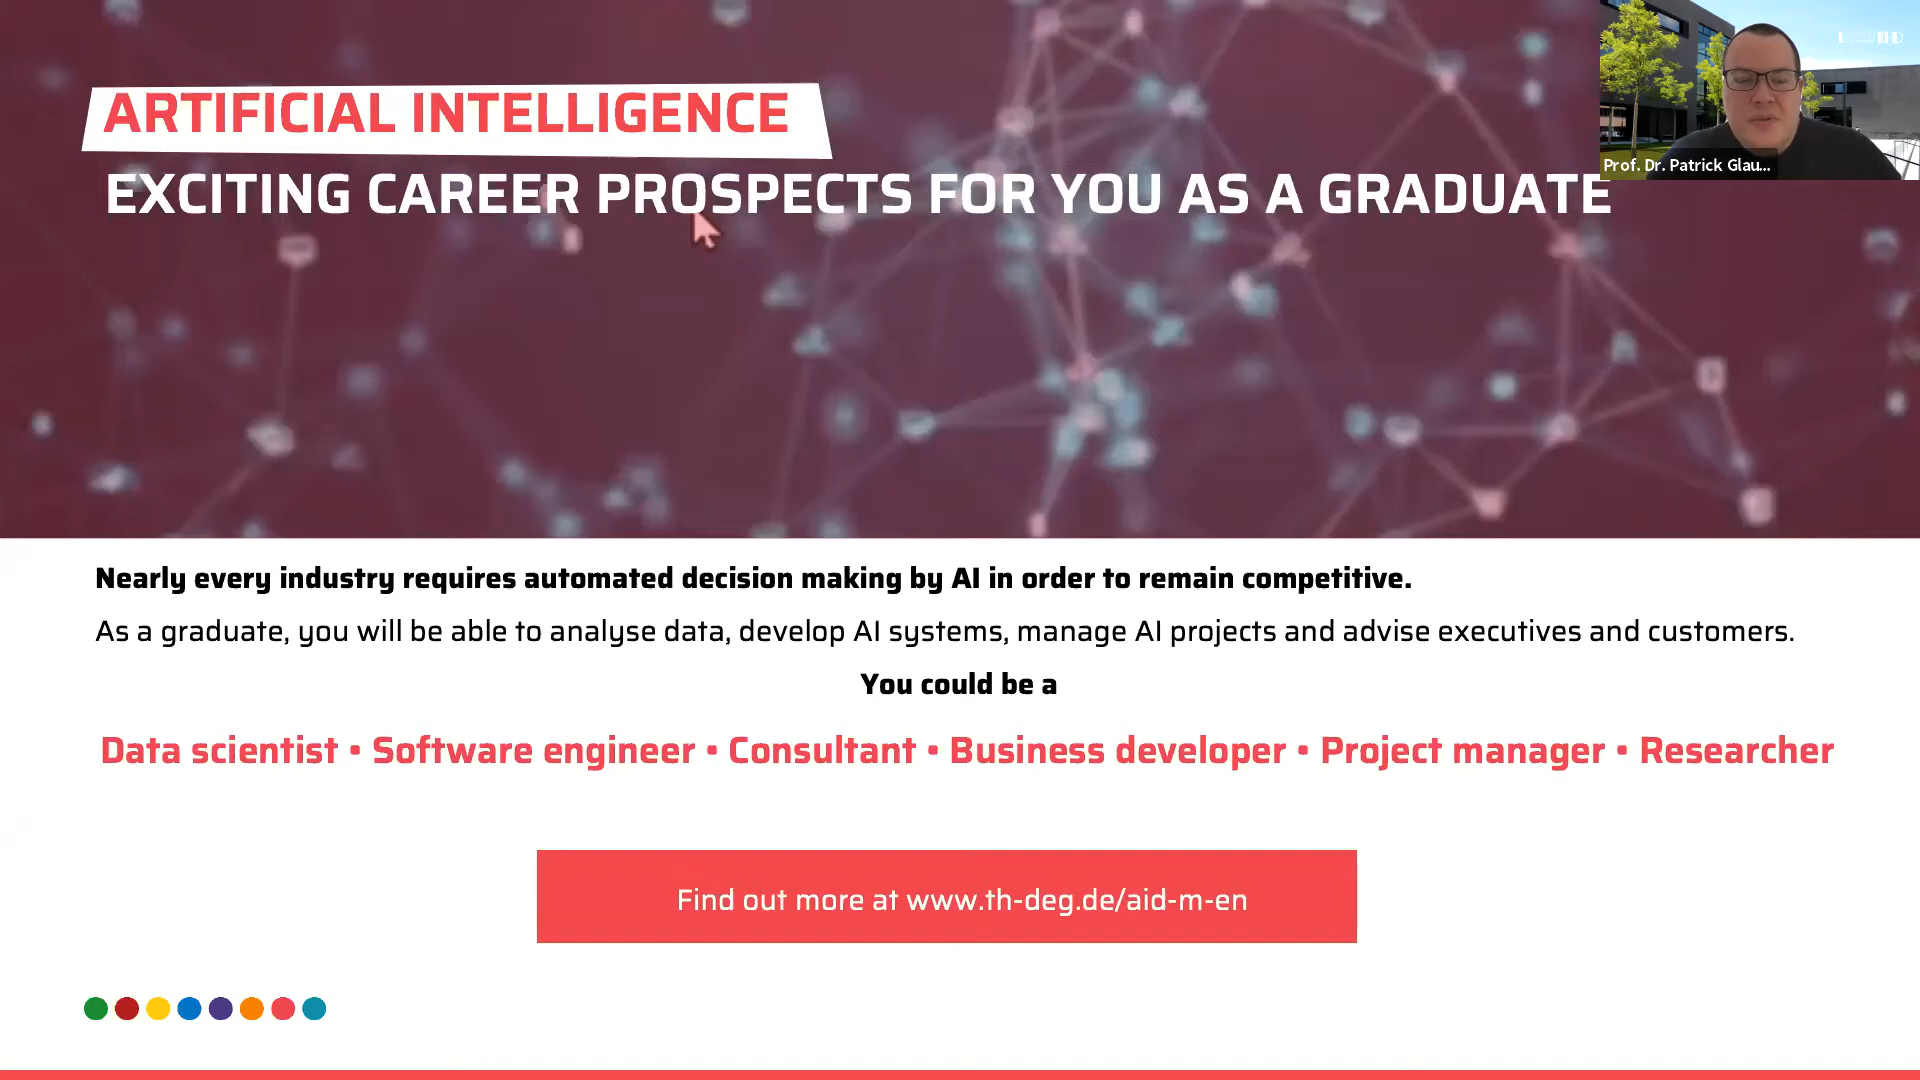 ARTIFICIAL INTELLIGENCE
EXCITING CAREER PROSPECTS FOR YOU AS A GRADUATE
Prof. Dr. Patrick Glau...
Nearly every industry requires automated decision making by AI in order to remain competitive.
As a graduate, you will be able to analyse data, develop AI systems, manage AI projects and advise executives and customers.
You could be a
Data scientist • Software engineer • Consultant • Business developer • Project manager • Researcher
Find out more at www.th-deg.de/aid-m-en